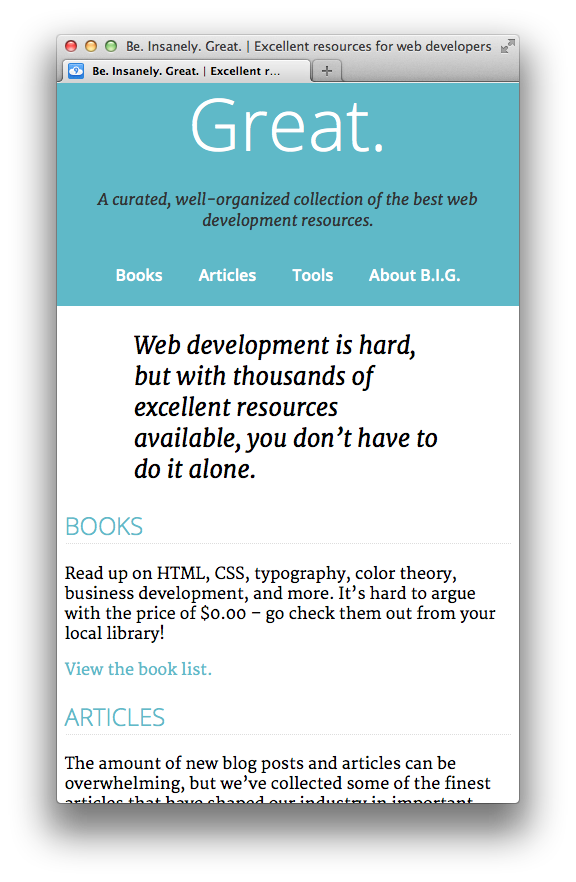 Be. Insanely. Great. | Excellent resources for web developers
Be. Insanely. Great. | Excellent r...
Great.
A curated, well-organized collection of the best web
development resources.
Books Articles Tools About B.I.G.
Web development is hard,
but with thousands of
excellent resources
available, you don’t have to
do it alone.
BOOKS
Read up on HTML, CSS, typography, color theory,
business development, and more. It’s hard to argue
with the price of $0.00 – go check them out from your
local library!
View the book list.
ARTICLES
The amount of new blog posts and articles can be
overwhelming, but we’ve collected some of the finest
articles that have shaped our industry in important